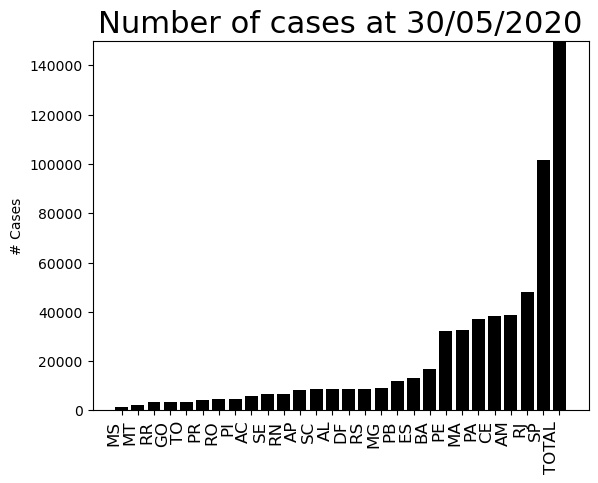 Number of cases at 30/05/2020
140000
120000
100000
80000
60000
40000
20000
0
# Cases
MS
MT
RR
GO
TO
PR
RO
PI
AC
SE
RN
AP
SC
AL
DF
RS
MG
PB
ES
BA
PE
MA
PA
CE
AM
RJ
SP
TOTAL